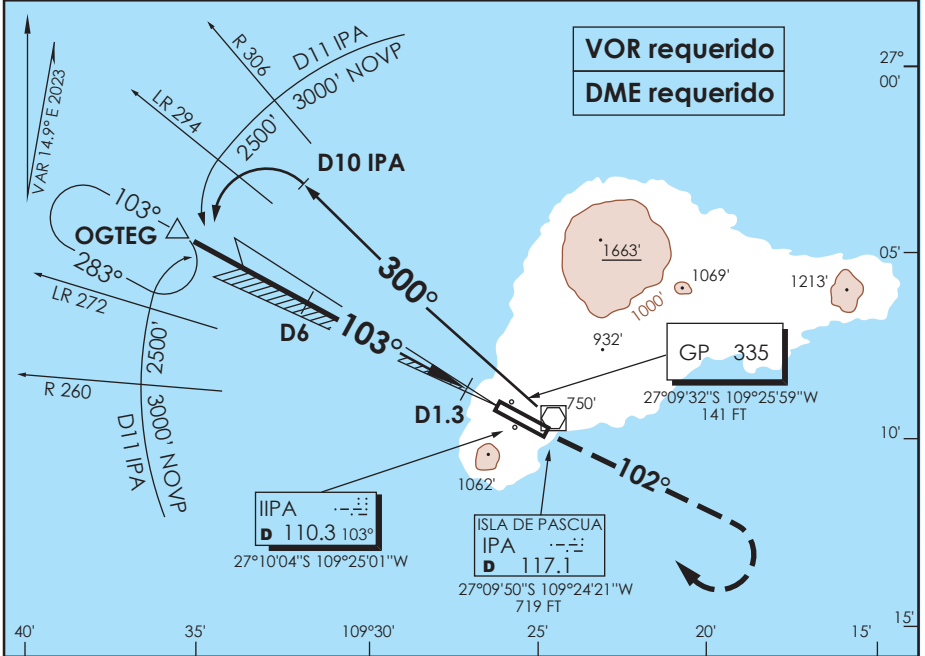 VOR requerido
DME requerido
27°
00'
VAR 14.9° E 2023
R 306
D11 IPA
3000' NOVP
2500'
LR 294
D10 IPA
103°
OGTEG
283°
LR 272
300°
D6
103°
1663'
1069'
1000'
1213'
05'
932'
GP 335
27°09'32"S 109°25'59"W
141 FT
2500'
R 260
3000' NOVP
D11 IPA
D1.3
750'
10'
1062'
102°
IIPA
D 110.3 103°
27°10'04"S 109°25'01"W
ISLA DE PASCUA
IPA
D 117.1
27°09'50"S 109°24'21"W
719 FT
15'
40'
35'
109°30'
25'
20'
15'